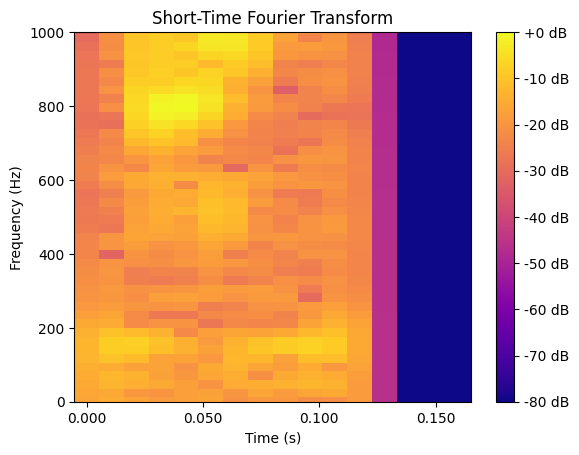 Short-Time Fourier Transform
Frequency (Hz)
1000
800
600
400
200
0
0.000
0.050
0.100
0.150
Time (s)
+0 dB
-10 dB
-20 dB
-30 dB
-40 dB
-50 dB
-60 dB
-70 dB
-80 dB